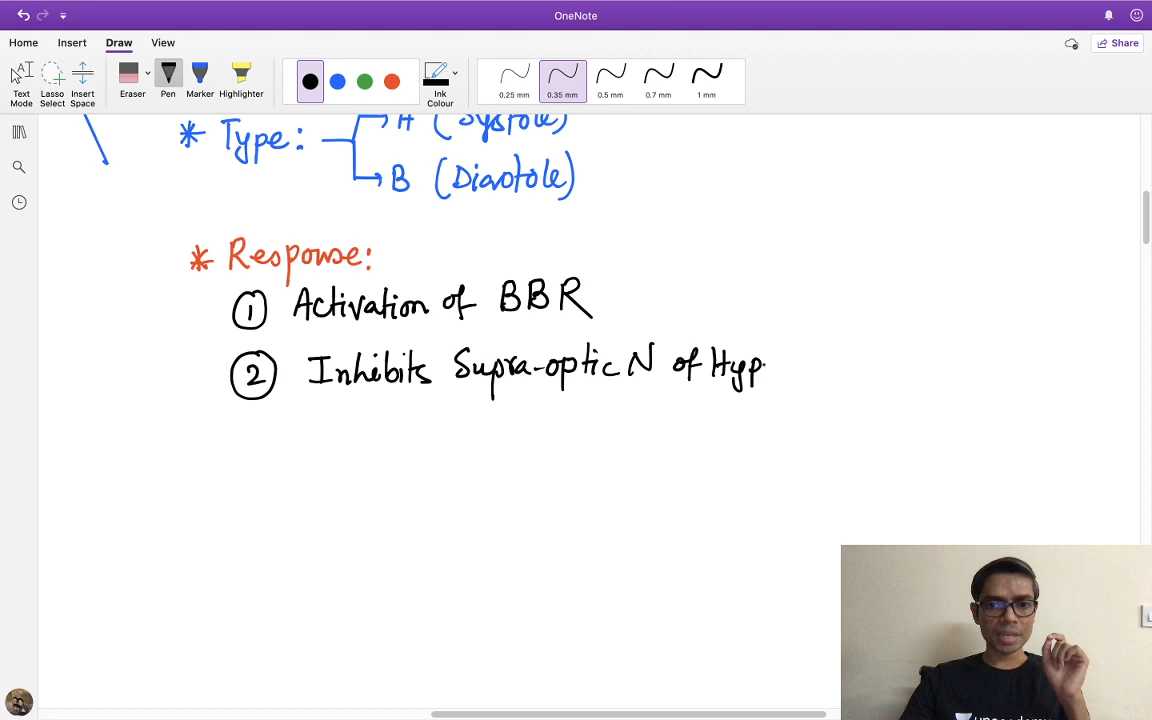 OneNote
Home Insert Draw View
Share
Text Mode
Lasso Select
Insert Space
Eraser
Pen
Marker
Highlighter
Ink Colour
0.25 mm
0.35 mm
0.5 mm
0.7 mm
1 mm
* Type: A (Systole)
B (Diastole)
* Response:
① Activation of BBR
② Inhibits Supra-optic N of Hyp